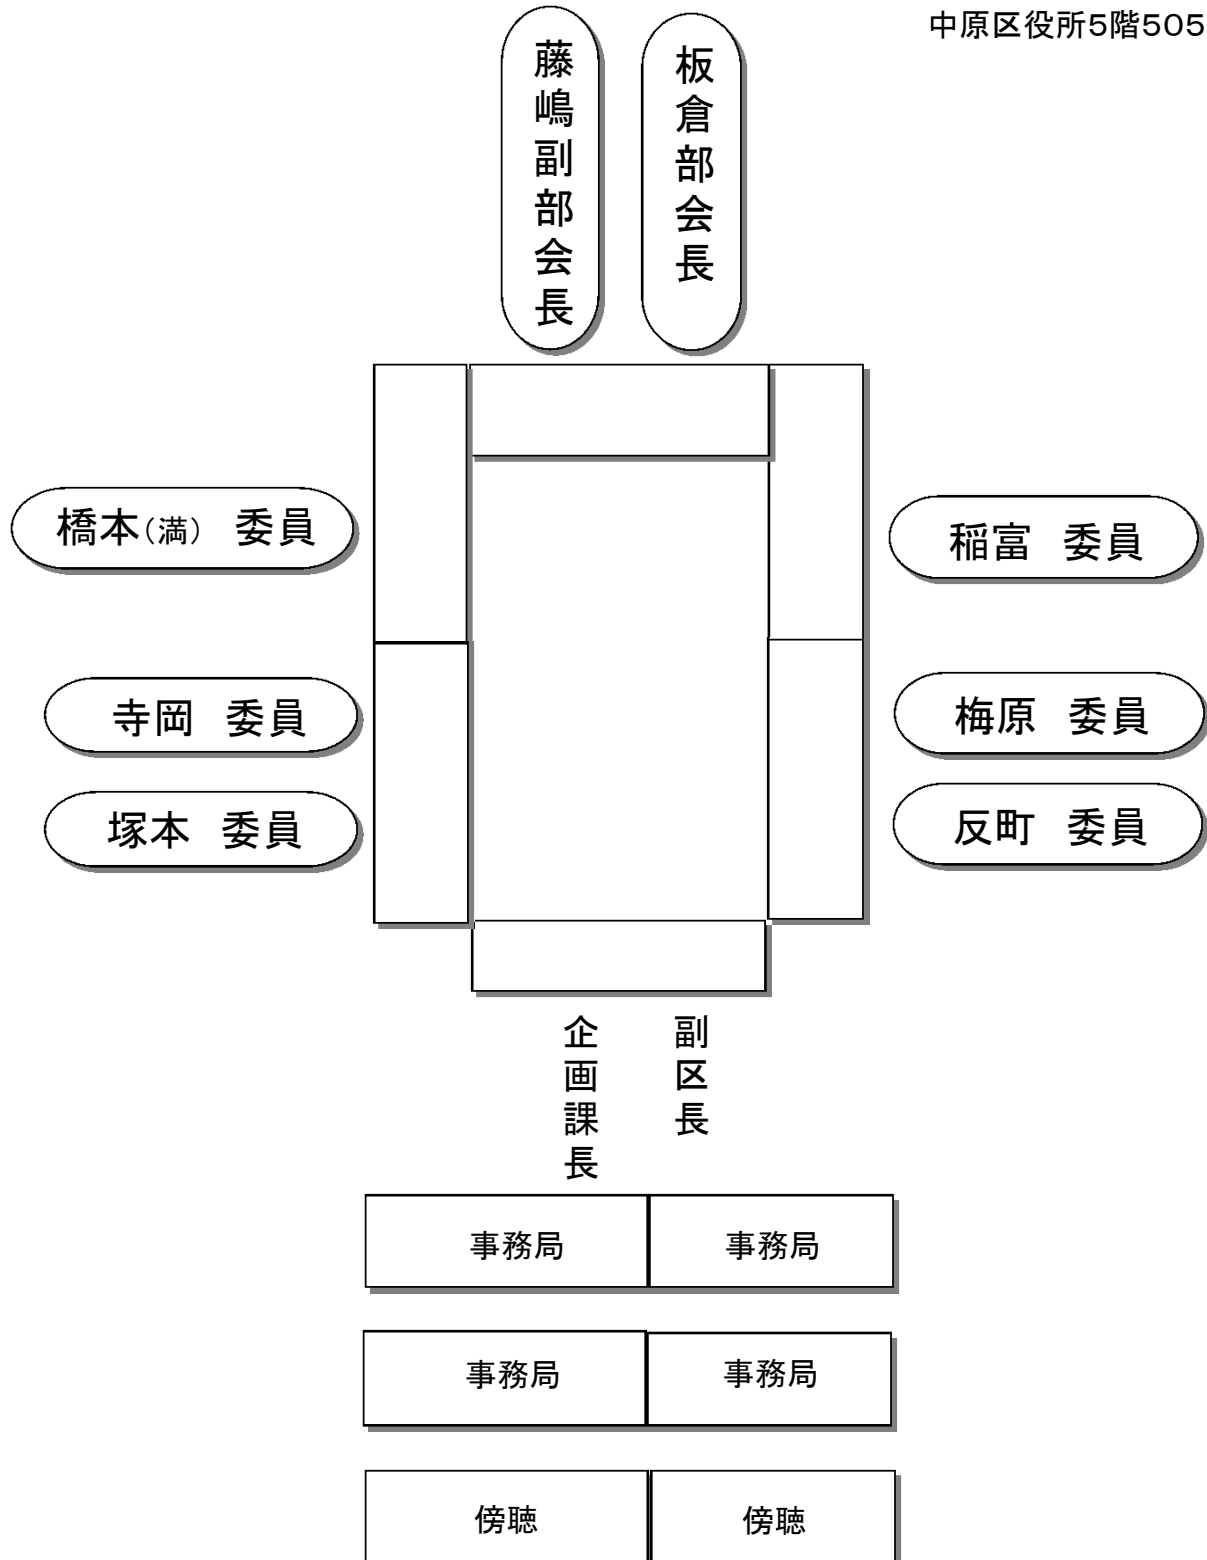 中原区役所5階505
板倉部会長
藤嶋副部会長
橋本(満) 委員
稲富 委員
寺岡 委員
梅原 委員
塚本 委員
反町 委員
副区長
企画課長
事務局
事務局
事務局
事務局
傍聴
傍聴